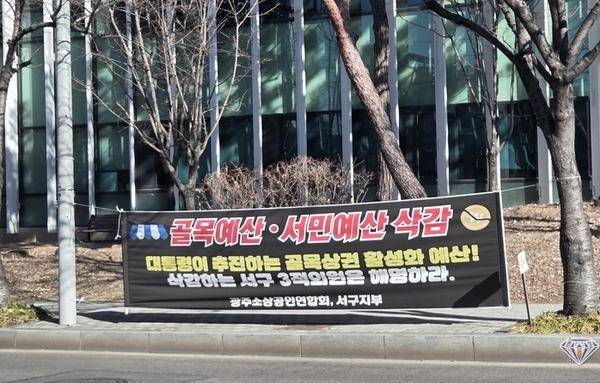 골목예산·서민예산 삭감
대통령이 추진하는 골목상권 활성화 예산!
삭감하는 서구 3적의원은 해명하라.
광주소상공인연합회, 서구지부